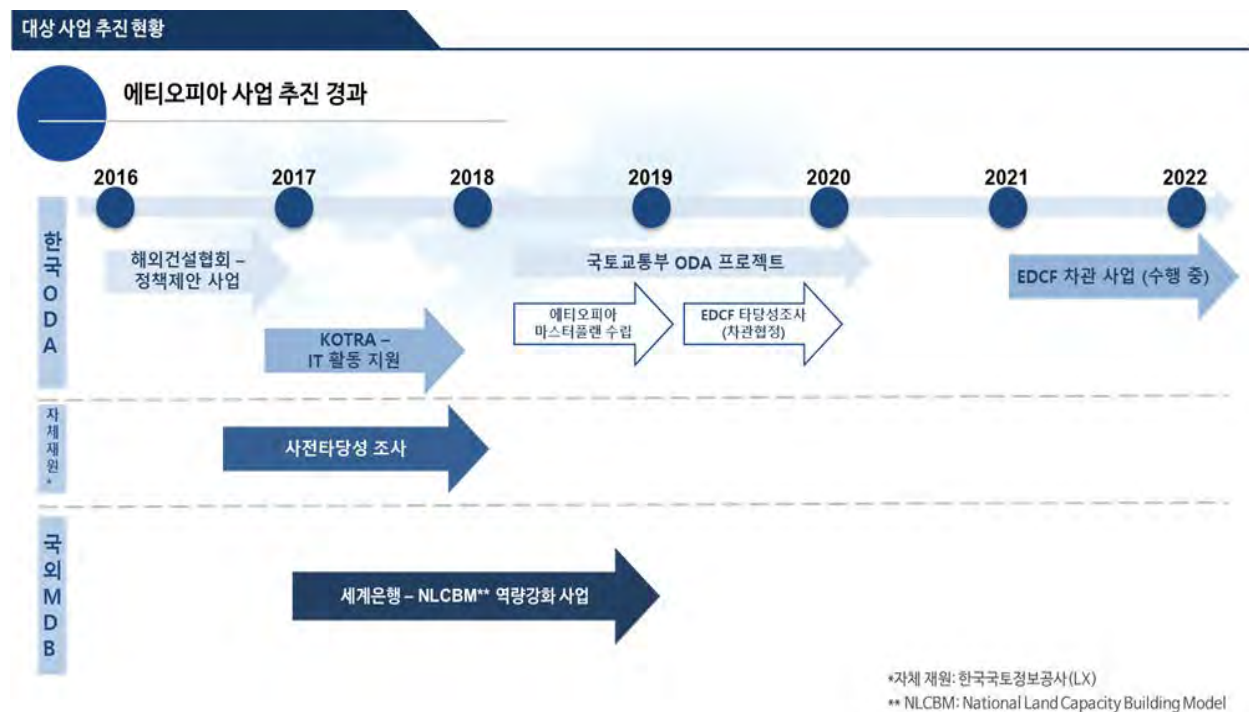 대상 사업 추진 현황
에티오피아 사업 추진 경과
2016
2017
2018
2019
2020
2021
2022
한국ODA
해외건설협회 –
정책제안 사업
국토교통부 ODA 프로젝트
EDCF 차관 사업 (수행 중)
에티오피아
마스터플랜 수립
EDCF 타당성조사
(차관협정)
KOTRA –
IT 활동 지원
자체재원*
사전타당성 조사
국외MDB
세계은행 – NLCBM** 역량강화 사업
*자체 재원: 한국국토정보공사(LX)
** NLCBM: National Land Capacity Building Model